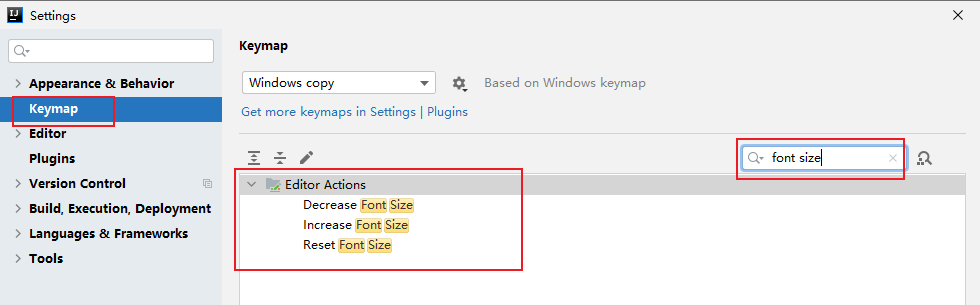 IJ Settings
Keymap
Appearance & Behavior
Windows copy Based on Windows keymap
Keymap
Get more keymaps in Settings | Plugins
Editor
Plugins
font size
Version Control
Editor Actions
Build, Execution, Deployment
Decrease Font Size
Languages & Frameworks
Increase Font Size
Tools
Reset Font Size